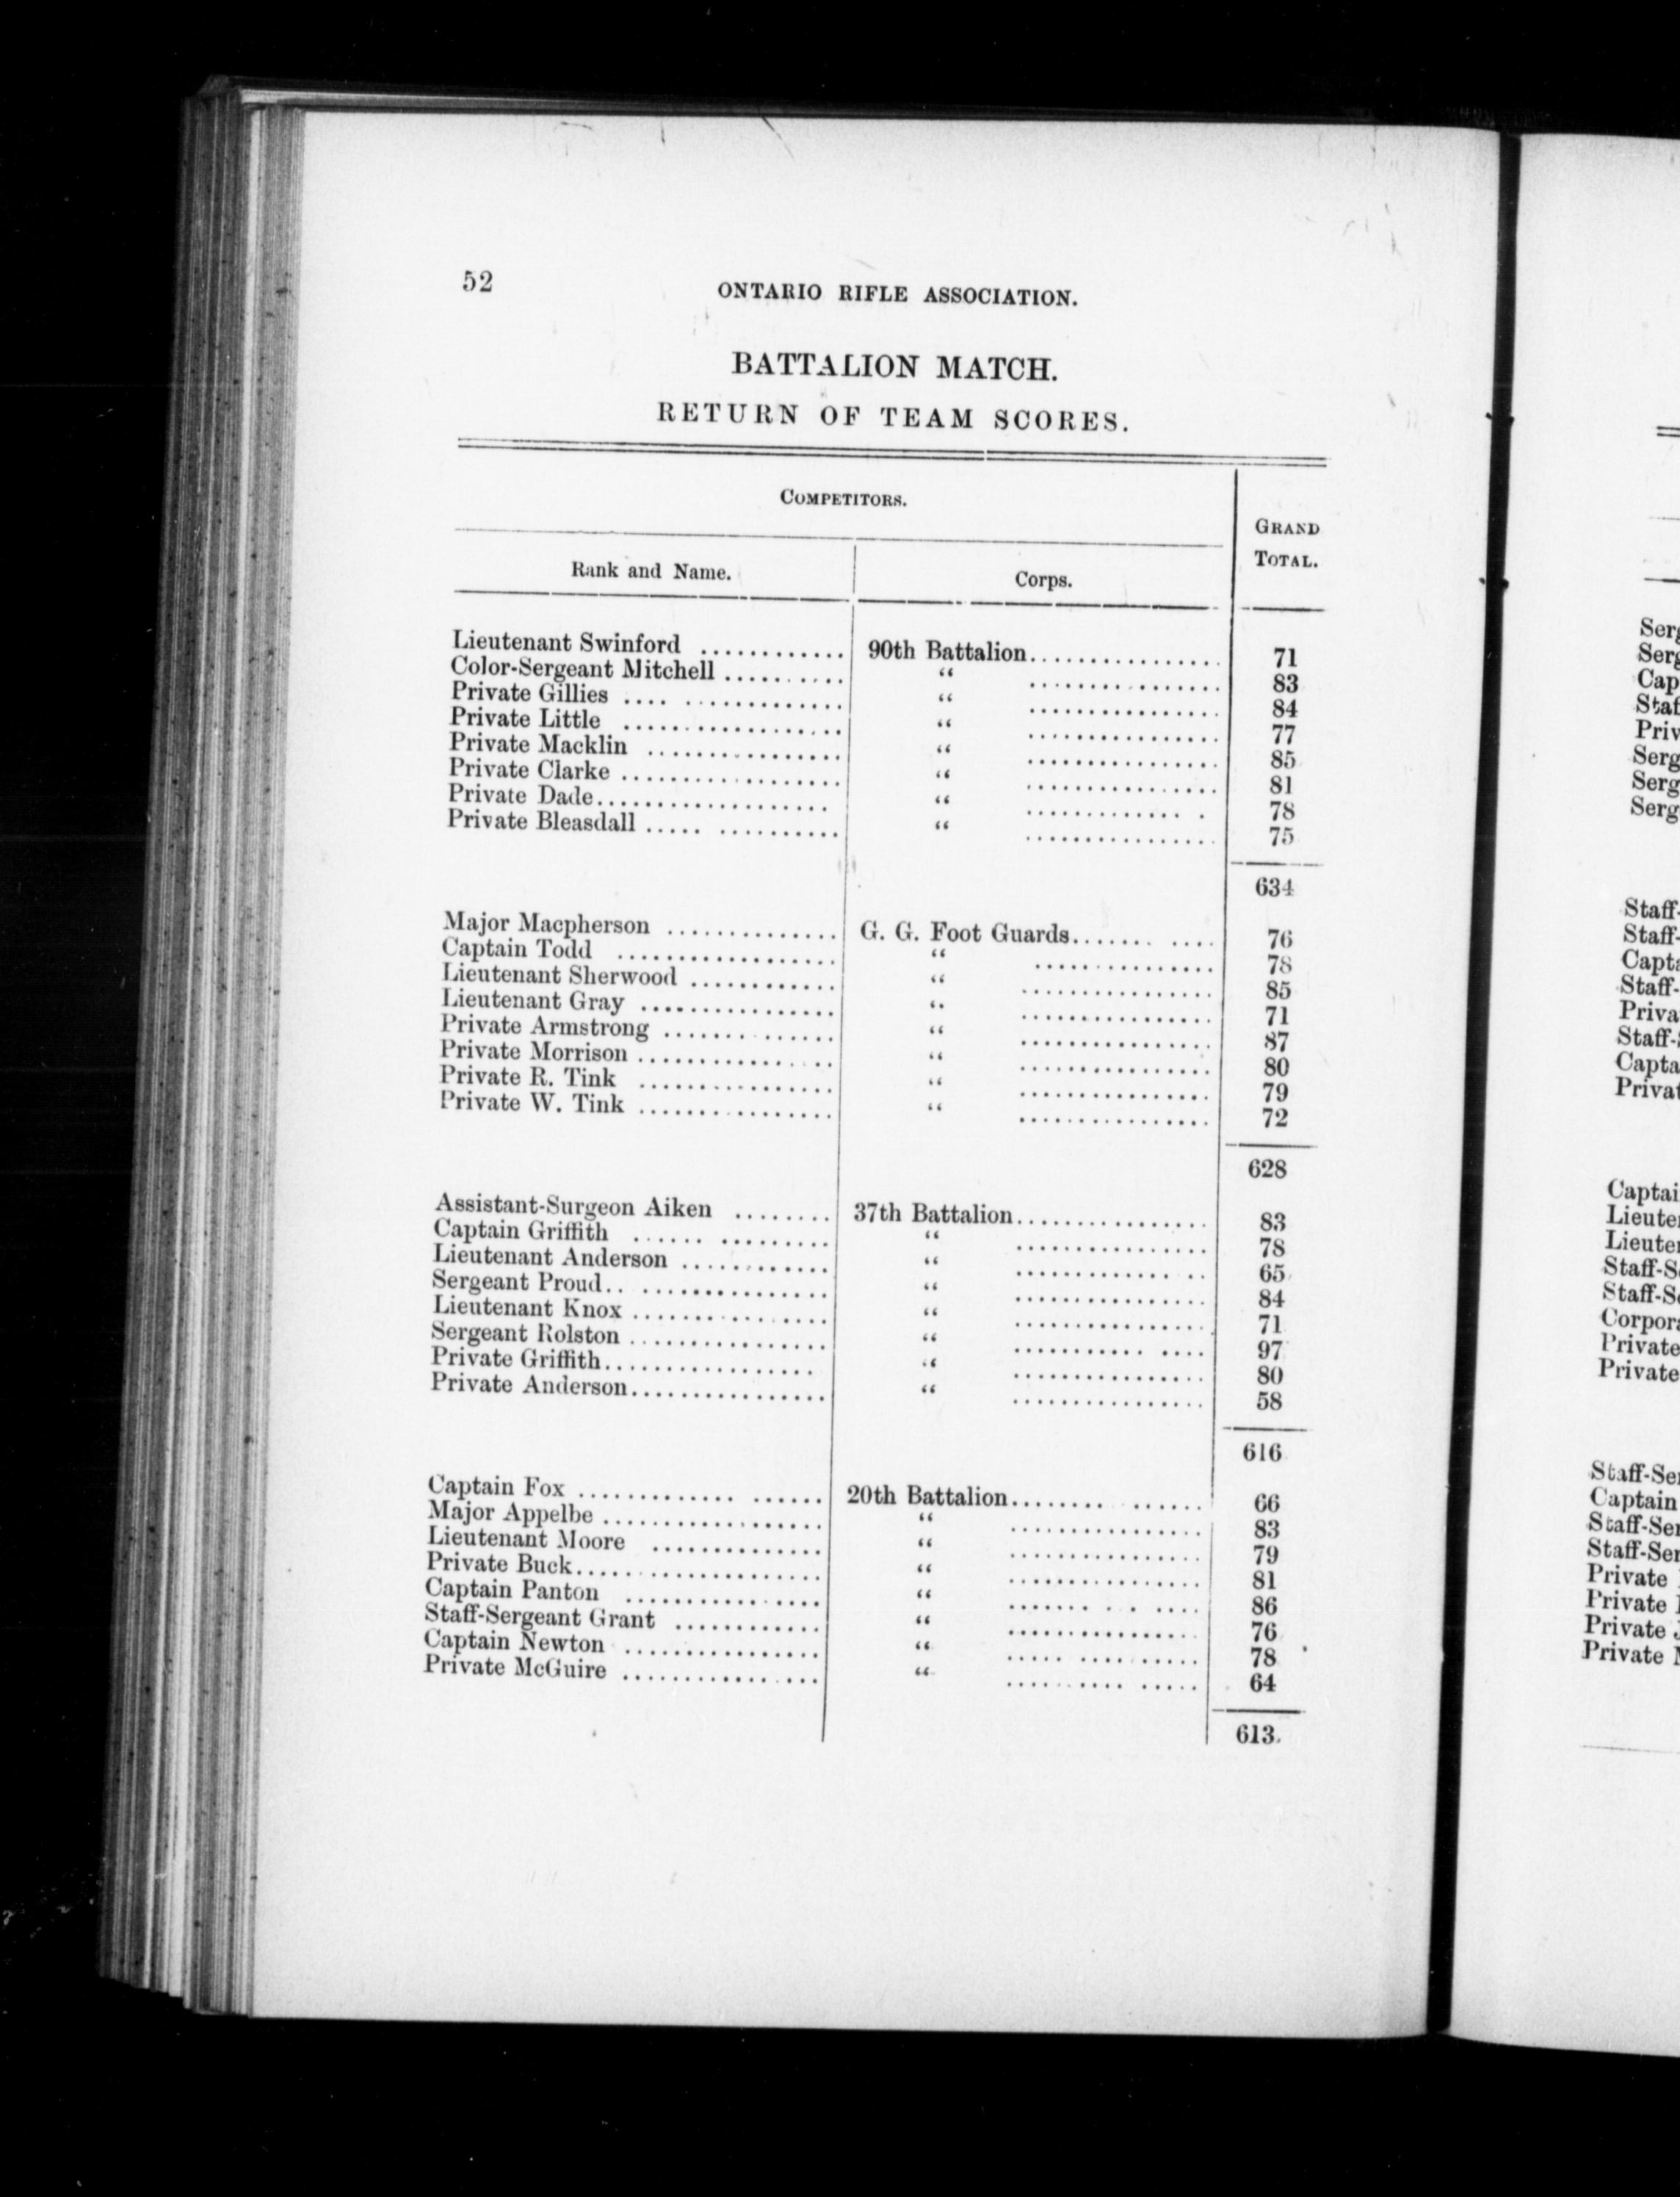 52
ONTARIO RIFLE ASSOCIATION.
BATTALION MATCH.
RETURN OF TEAM SCORES.
COMPETITORS.
GRAND TOTAL.
Rank and Name. Corps.
Lieutenant Swinford ............ 90th Battalion................ 71
Color-Sergeant Mitchell .......... “ ................ 83
Private Gillies .... ............. “ ................ 84
Private Little .................. “ ................ 77
Private Macklin ................ “ ................ 85
Private Clarke .................. “ ................ 81
Private Dade................... “ ............. . 78
Private Bleasdall ..... .......... “ ................ 75
634
Major Macpherson .............. G. G. Foot Guards....... .... 76
Captain Todd .................. “ ............... 78
Lieutenant Sherwood ............ “ ................ 85
Lieutenant Gray ................ “ ................ 71
Private Armstrong .............. “ ................ 87
Private Morrison ................ “ ................ 80
Private R. Tink ................ “ ................ 79
Private W. Tink ................ “ ................ 72
628
Assistant-Surgeon Aiken ........ 37th Battalion................ 83
Captain Griffith ...... ......... “ ................ 78
Lieutenant Anderson ............ “ ............. .. 65
Sergeant Proud.. ................ “ ................ 84
Lieutenant Knox ................ “ ................ 71
Sergeant Rolston ................ “ ........... .... 97
Private Griffith.................. “ ................ 80
Private Anderson................ “ ................ 58
616
Captain Fox ............. ...... 20th Battalion........ ...... 66
Major Appelbe .................. “ ................ 83
Lieutenant Moore .............. “ ................ 79
Private Buck.................... “ ................ 81
Captain Panton ................ “ ....... . . .... 86
Staff-Sergeant Grant ............ “ ................ 76
Captain Newton ................ “ ..... .... ..... 78
Private McGuire ................ “ .......... ..... 64
613